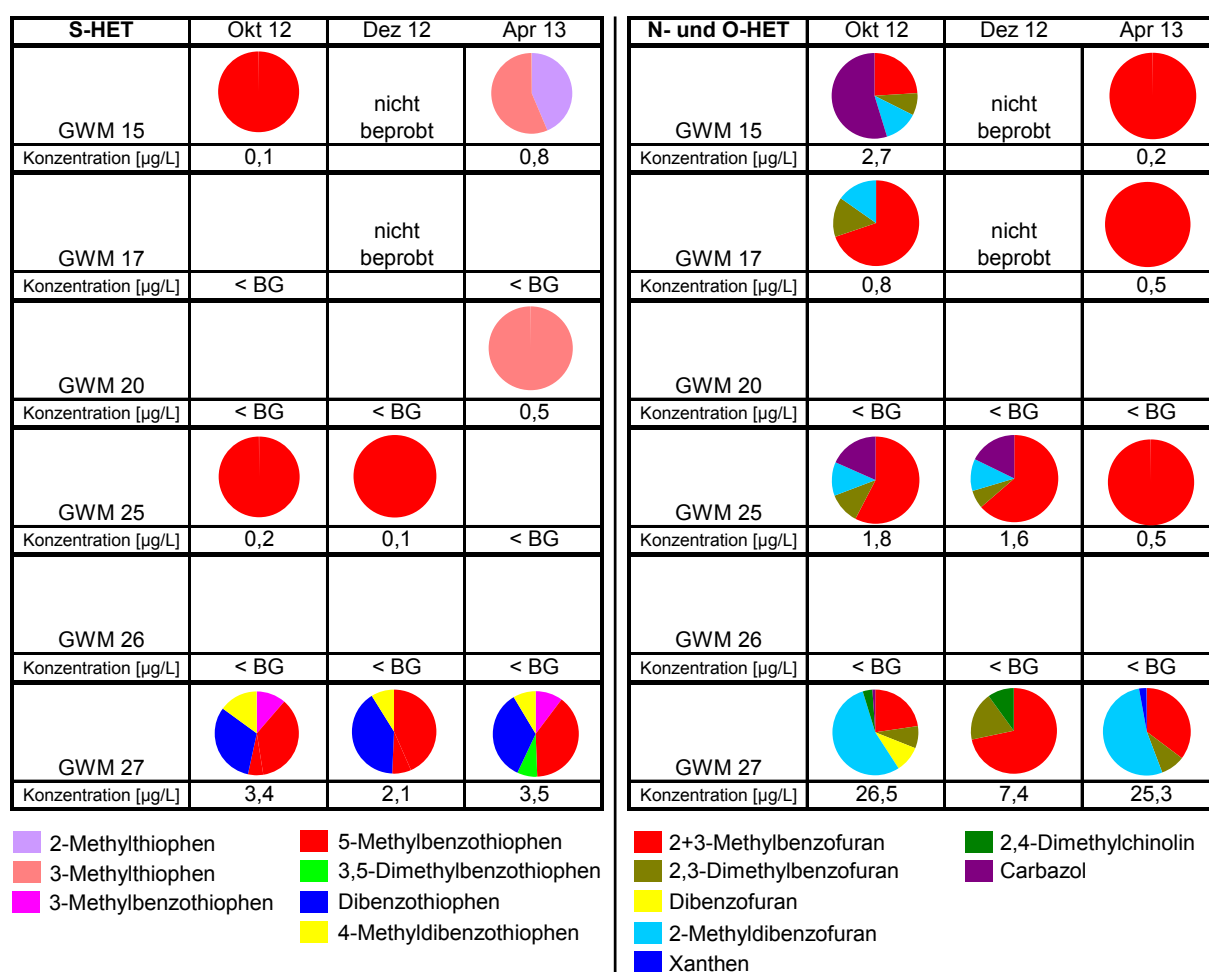 S-HET Okt 12 Dez 12 Apr 13
GWM 15 nicht
beprobt
Konzentration [µg/L] 0,1 0,8
GWM 17 nicht
beprobt
Konzentration [µg/L] < BG < BG
GWM 20
Konzentration [µg/L] < BG < BG 0,5
GWM 25
Konzentration [µg/L] 0,2 0,1 < BG
GWM 26
Konzentration [µg/L] < BG < BG < BG
GWM 27
Konzentration [µg/L] 3,4 2,1 3,5
2-Methylthiophen
3-Methylthiophen
3-Methylbenzothiophen
5-Methylbenzothiophen
3,5-Dimethylbenzothiophen
Dibenzothiophen
4-Methyldibenzothiophen
N- und O-HET Okt 12 Dez 12 Apr 13
GWM 15 nicht
beprobt
Konzentration [µg/L] 2,7 0,2
GWM 17 nicht
beprobt
Konzentration [µg/L] 0,8 0,5
GWM 20
Konzentration [µg/L] < BG < BG < BG
GWM 25
Konzentration [µg/L] 1,8 1,6 0,5
GWM 26
Konzentration [µg/L] < BG < BG < BG
GWM 27
Konzentration [µg/L] 26,5 7,4 25,3
2+3-Methylbenzofuran
2,3-Dimethylbenzofuran
Dibenzofuran
2-Methyldibenzofuran
Xanthen
2,4-Dimethylchinolin
Carbazol